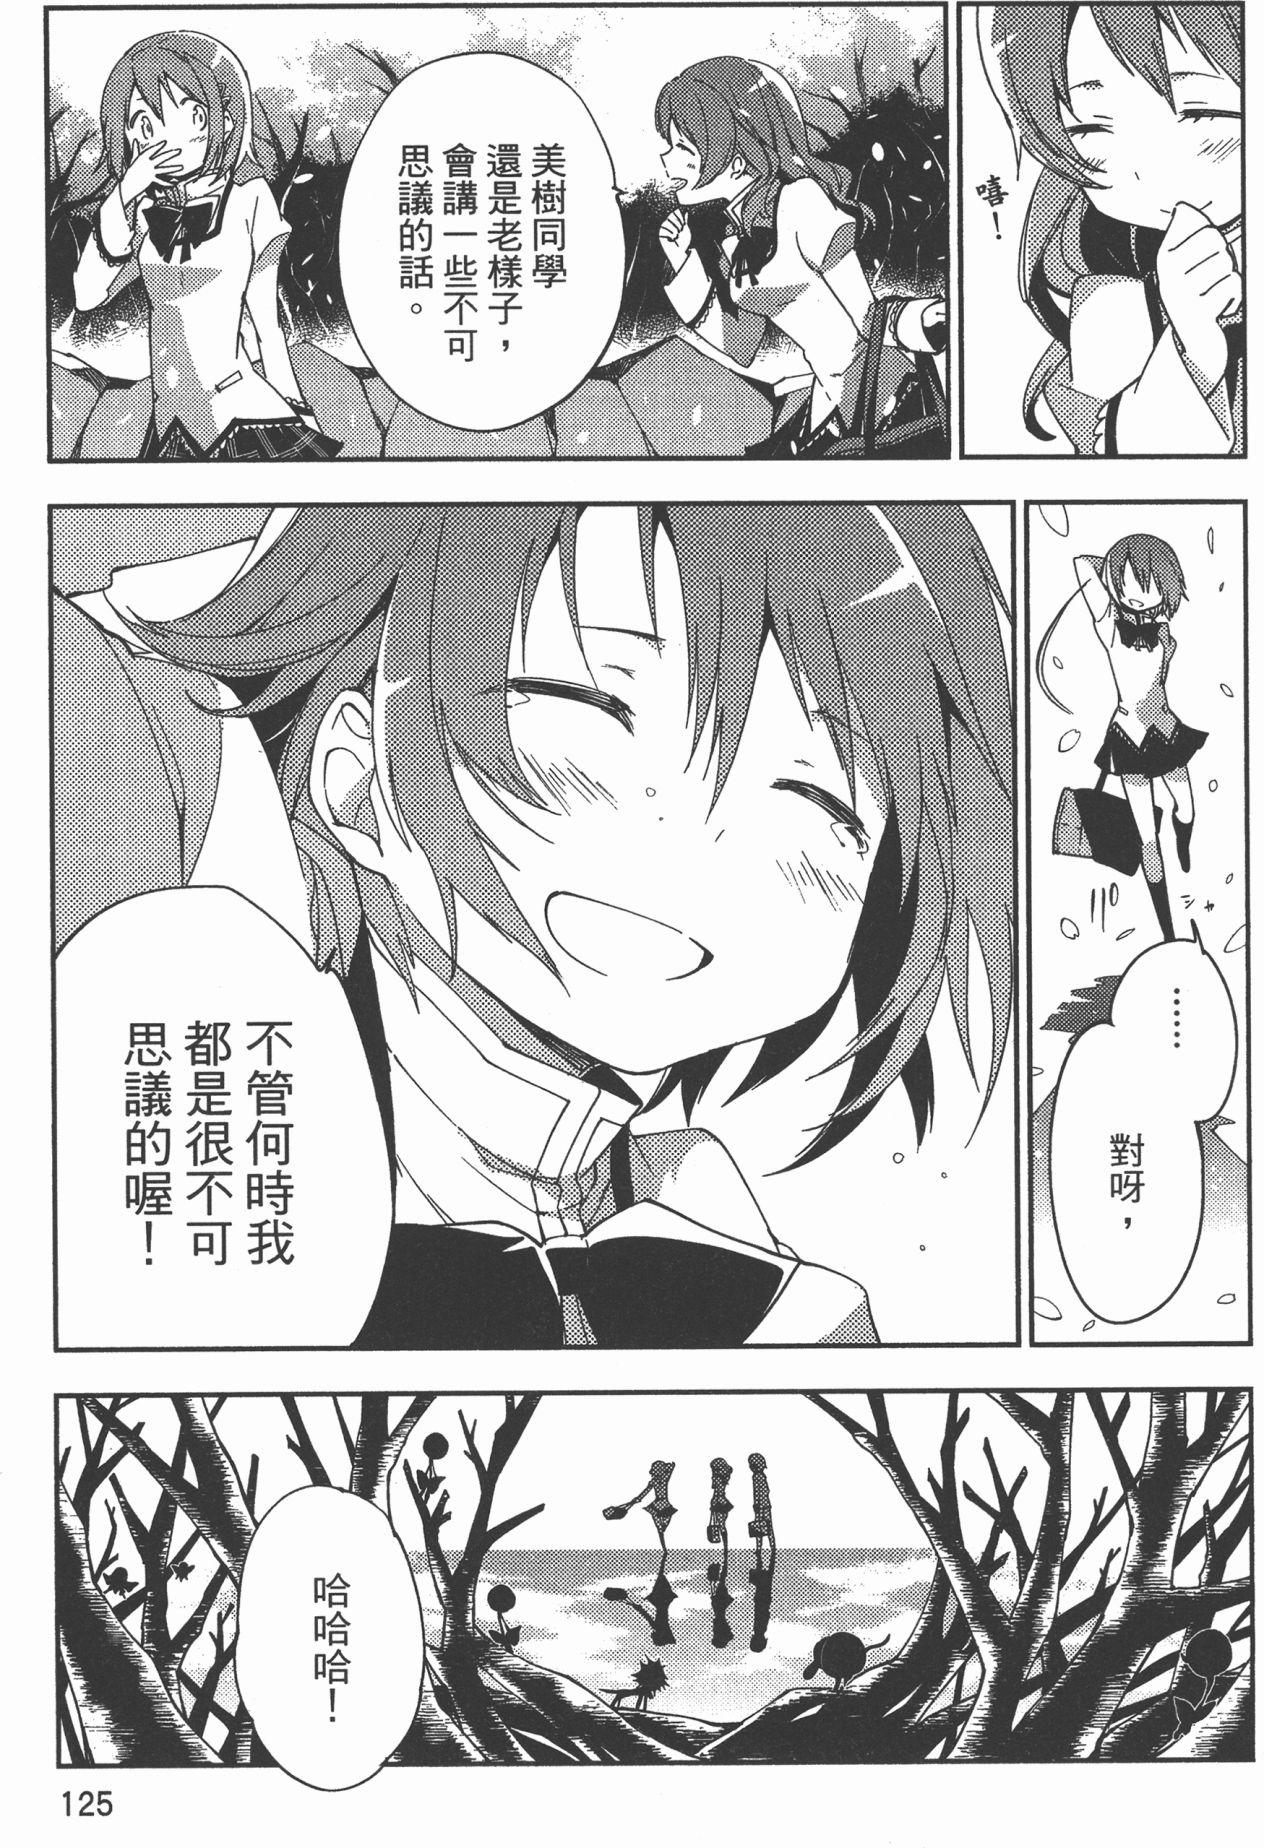 嘻！
美樹同學
還是老樣子，
會講一些不可
思議的話。
シャ
……
對呀，
不管何時我
都是很不可
思議的喔！
哈哈哈！
125